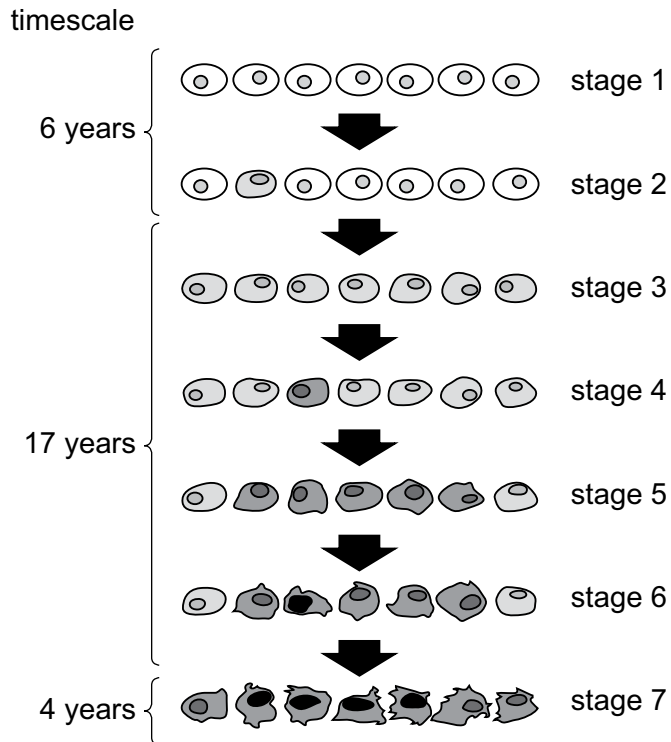 timescale
stage 1
6 years
stage 2
stage 3
stage 4
17 years
stage 5
stage 6
4 years
stage 7